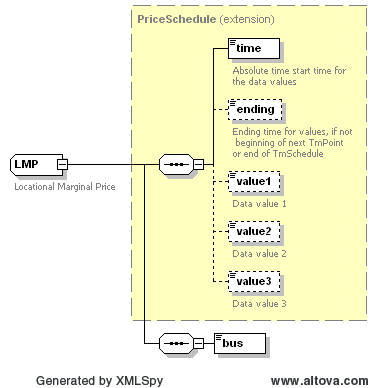 PriceSchedule (extension)
time
Absolute time start time for
the data values
ending
Ending time for values, if not
beginning of next TmPoint
or end of TmSchedule
LMP
Locational Marginal Price
value1
Data value 1
value2
Data value 2
value3
Data value 3
bus
Generated by XMLSpy
www.altova.com